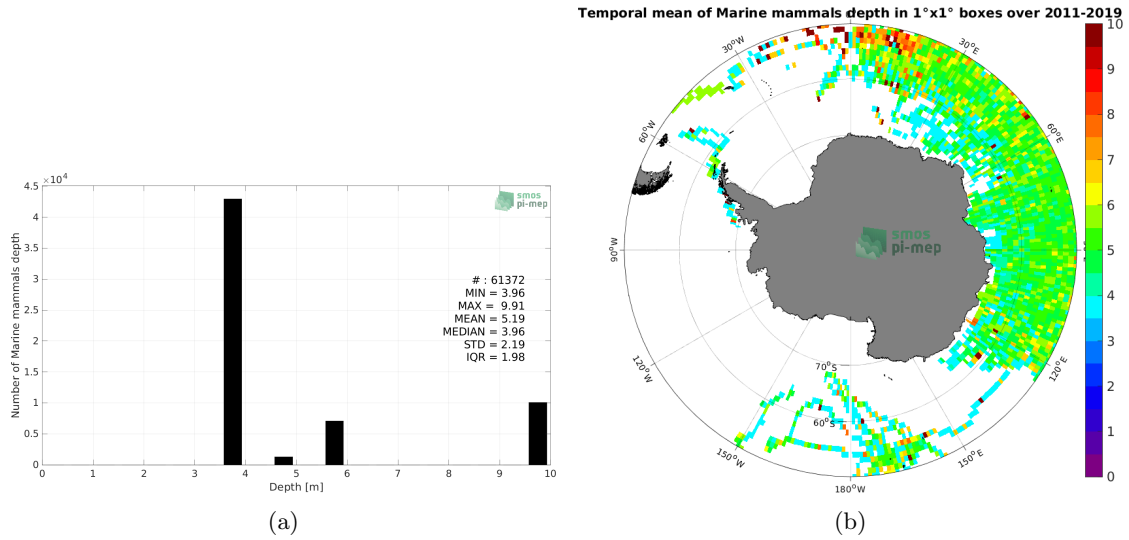 Temporal mean of Marine mammals depth in 1°x1° boxes over 2011-2019
×10⁴
4.5
4
3.5
3
2.5
2
1.5
1
0.5
0
Number of Marine mammals depth
smos
pi-mep
# : 61372
MIN = 3.96
MAX = 9.91
MEAN = 5.19
MEDIAN = 3.96
STD = 2.19
IQR = 1.98
0 1 2 3 4 5 6 7 8 9 10
Depth [m]
(a)
30°W
30°E
60°W
60°E
90°W
120°W
120°E
150°W
150°E
180°W
70°S
60°S
smos
pi-mep
10
9
8
7
6
5
4
3
2
1
0
(b)